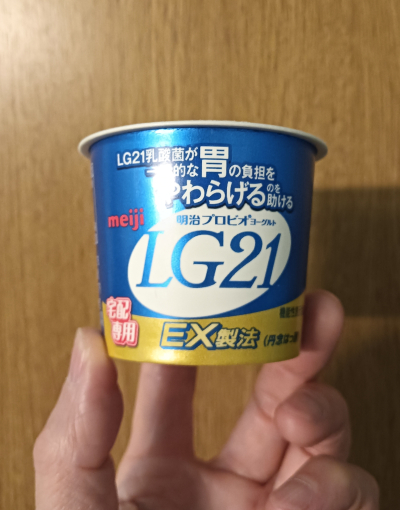 LG21乳酸菌が
一時的な胃の負担を
やわらげるのを助ける
meiji
明治プロビオヨーグルト
LG21
宅配
専用
EX製法